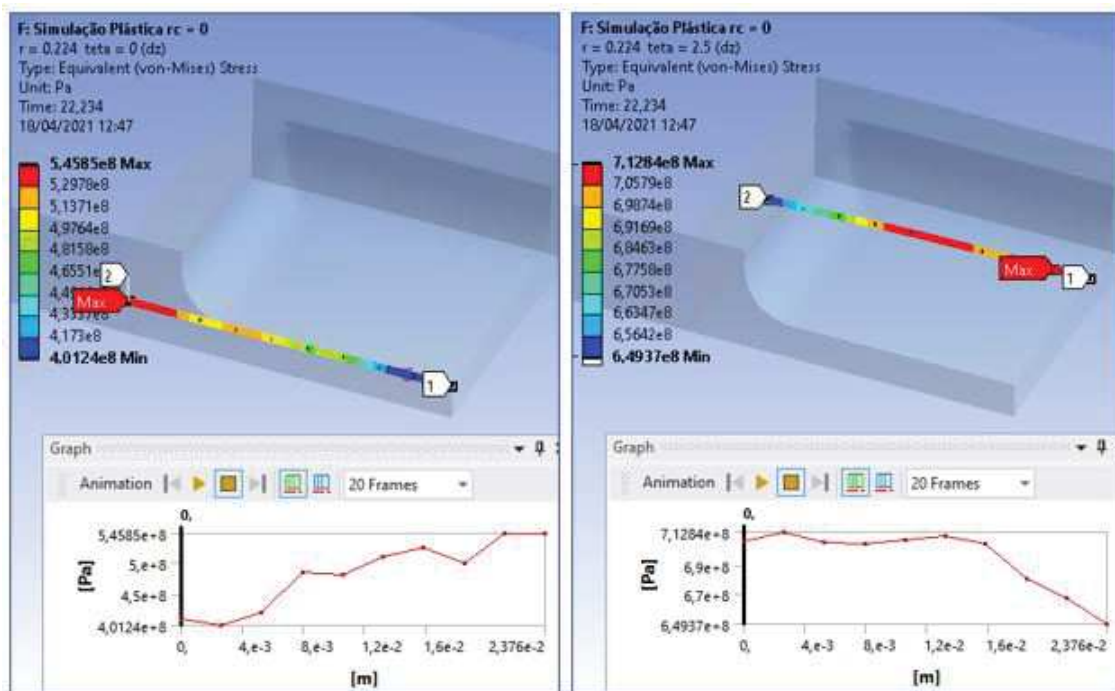 F: Simulação Plástica rc = 0
r = 0.224 teta = 0 (dz)
Type: Equivalent (von-Mises) Stress
Unit: Pa
Time: 22,234
18/04/2021 12:47
5,4585e8 Max
5,2978e8
5,1371e8
4,9764e8
4,8158e8
4,6551e8
4,173e8
4,0124e8 Min
2
Max
1
Graph
Animation
20 Frames
0,
5,4585e+8
5,e+8
4,5e+8
4,0124e+8
[Pa]
0,
4,e-3
8,e-3
1,2e-2
1,6e-2
2,376e-2
[m]
F: Simulação Plástica rc = 0
r = 0.224 teta = 2.5 (dz)
Type: Equivalent (von-Mises) Stress
Unit: Pa
Time: 22,234
18/04/2021 12:47
7,1284e8 Max
7,0579e8
6,9874e8
6,9169e8
6,8463e8
6,7758e8
6,7053e8
6,6347e8
6,5642e8
6,4937e8 Min
2
Max
1
Graph
Animation
20 Frames
0,
7,1284e+8
6,9e+8
6,7e+8
6,4937e+8
[Pa]
0,
4,e-3
8,e-3
1,2e-2
1,6e-2
2,376e-2
[m]